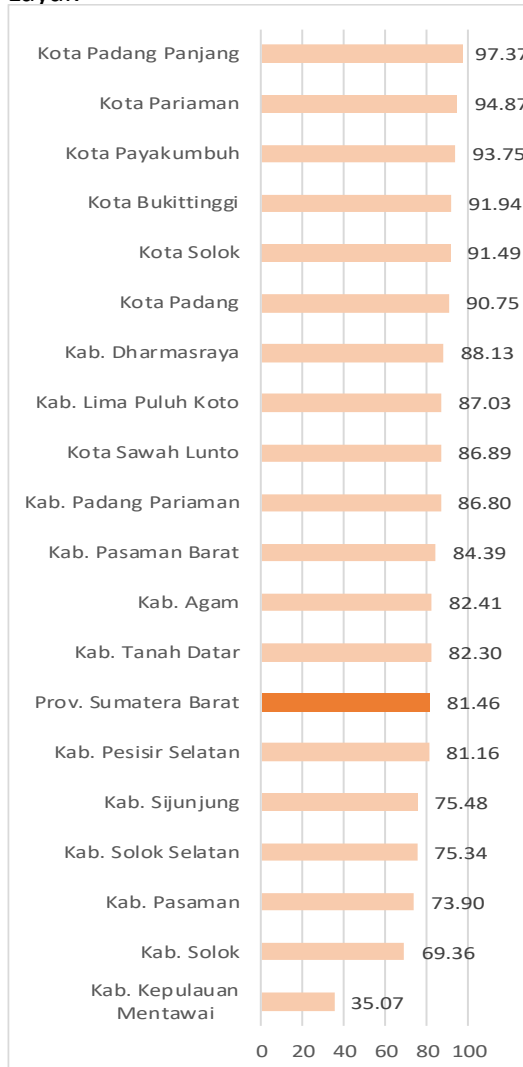 Layak
Kota Padang Panjang 97.37
Kota Pariaman 94.87
Kota Payakumbuh 93.75
Kota Bukittinggi 91.94
Kota Solok 91.49
Kota Padang 90.75
Kab. Dharmasraya 88.13
Kab. Lima Puluh Koto 87.03
Kota Sawah Lunto 86.89
Kab. Padang Pariaman 86.80
Kab. Pasaman Barat 84.39
Kab. Agam 82.41
Kab. Tanah Datar 82.30
Prov. Sumatera Barat 81.46
Kab. Pesisir Selatan 81.16
Kab. Sijunjung 75.48
Kab. Solok Selatan 75.34
Kab. Pasaman 73.90
Kab. Solok 69.36
Kab. Kepulauan
Mentawai 35.07
0 20 40 60 80 100